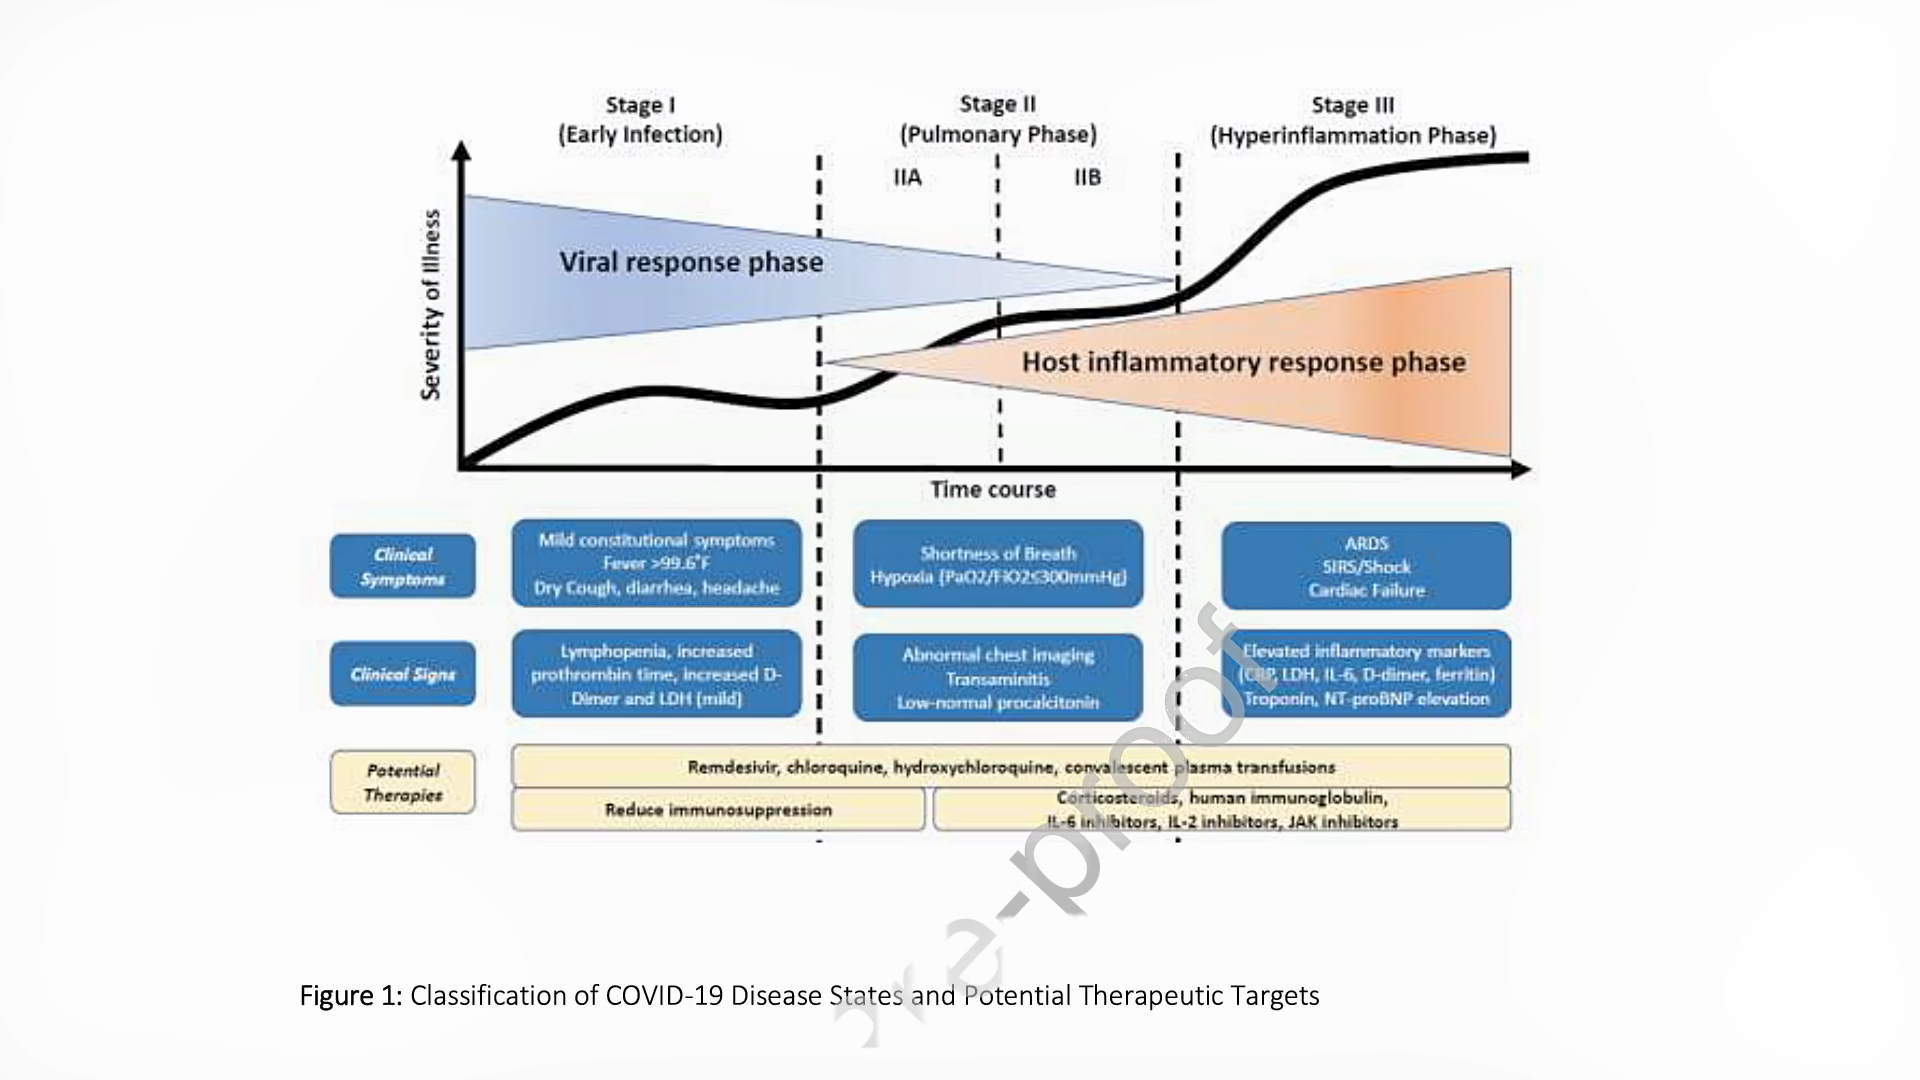 Stage I
(Early Infection)
Stage II
(Pulmonary Phase)
Stage III
(Hyperinflammation Phase)
IIA
IIB
Severity of Illness
Viral response phase
Host inflammatory response phase
Time course
Clinical
Symptoms
Mild constitutional symptoms
Fever >99.6°F
Dry Cough, diarrhea, headache
Shortness of Breath
Hypoxia (PaO2/FiO2≤300mmHg)
ARDS
SIRS/Shock
Cardiac Failure
Clinical Signs
Lymphopenia, increased
prothrombin time, increased D-
Dimer and LDH (mild)
Abnormal chest imaging
Transaminitis
Low-normal procalcitonin
Elevated inflammatory markers
(CRP, LDH, IL-6, D-dimer, ferritin)
Troponin, NT-proBNP elevation
Potential
Therapies
Remdesivir, chloroquine, hydroxychloroquine, convalescent plasma transfusions
Reduce immunosuppression
Corticosteroids, human immunoglobulin,
IL-6 inhibitors, IL-2 inhibitors, JAK inhibitors
re-proof
Figure 1: Classification of COVID-19 Disease States and Potential Therapeutic Targets